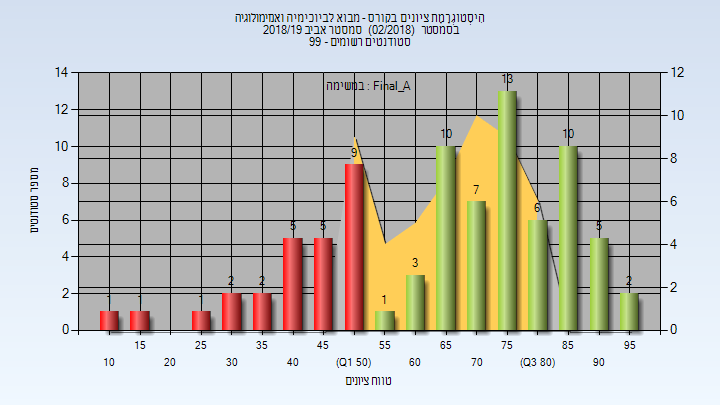 היסטוגרמת ציונים בקורס - מבוא לביוכימיה ואנזימולוגיה
בסמסטר (02/2018) סמסטר אביב 2018/19
סטודנטים רשומים - 99
במשימה : Final_A
מספר סטודנטים
14 12 10 8 6 4 2 0
12 10 8 6 4 2 0
1 1 1 2 2 5 5 9 1 3 10 7 13 6 10 5 2
15 25 35 45 55 65 75 85 95
10 20 30 40 (Q1 50) 60 70 (Q3 80) 90
טווח ציונים